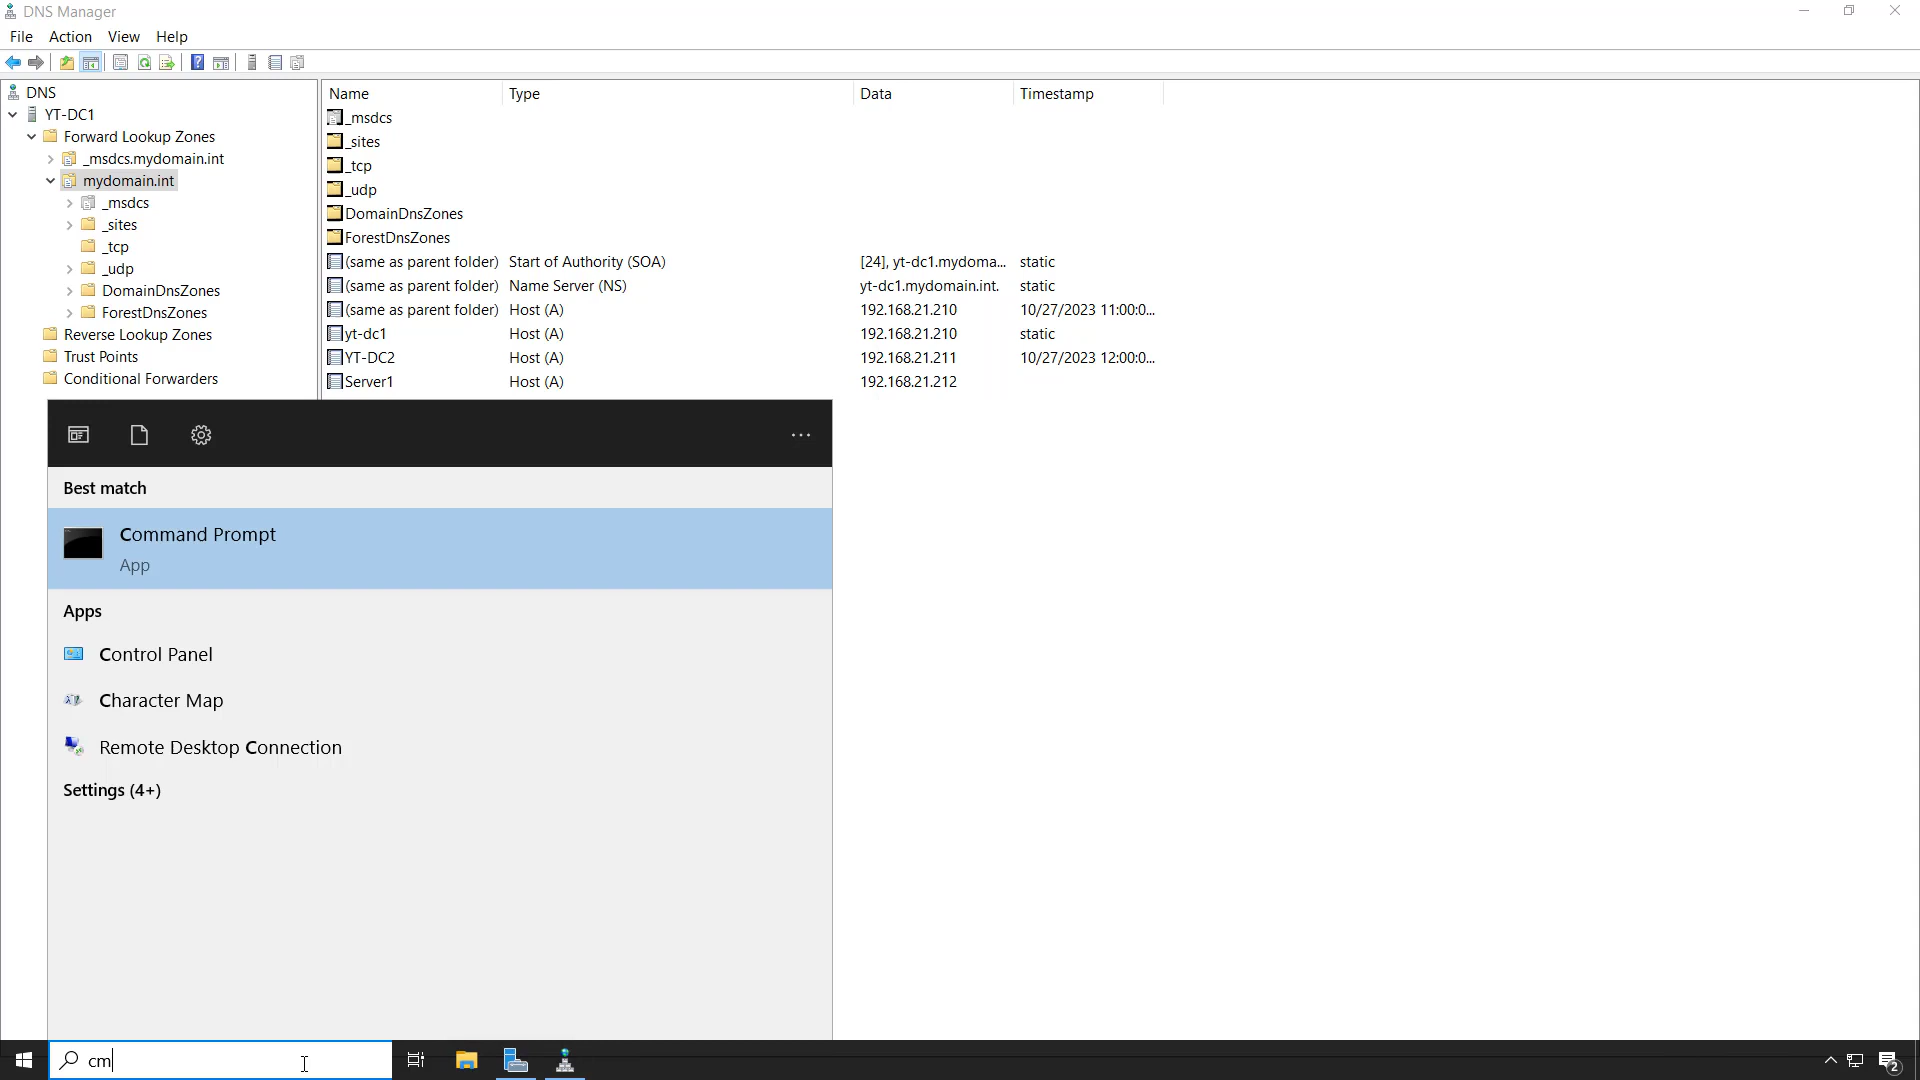 DNS Manager
File Action View Help
DNS
YT-DC1
Forward Lookup Zones
_msdcs.mydomain.int
mydomain.int
_msdcs
_sites
_tcp
_udp
DomainDnsZones
ForestDnsZones
Reverse Lookup Zones
Trust Points
Conditional Forwarders
Name Type Data Timestamp
_msdcs
_sites
_tcp
_udp
DomainDnsZones
ForestDnsZones
(same as parent folder) Start of Authority (SOA) [24], yt-dc1.mydoma... static
(same as parent folder) Name Server (NS) yt-dc1.mydomain.int. static
(same as parent folder) Host (A) 192.168.21.210 10/27/2023 11:00:0...
yt-dc1 Host (A) 192.168.21.210 static
YT-DC2 Host (A) 192.168.21.211 10/27/2023 12:00:0...
Server1 Host (A) 192.168.21.212
Best match
Command Prompt
App
Apps
Control Panel
Character Map
Remote Desktop Connection
Settings (4+)
cm
2